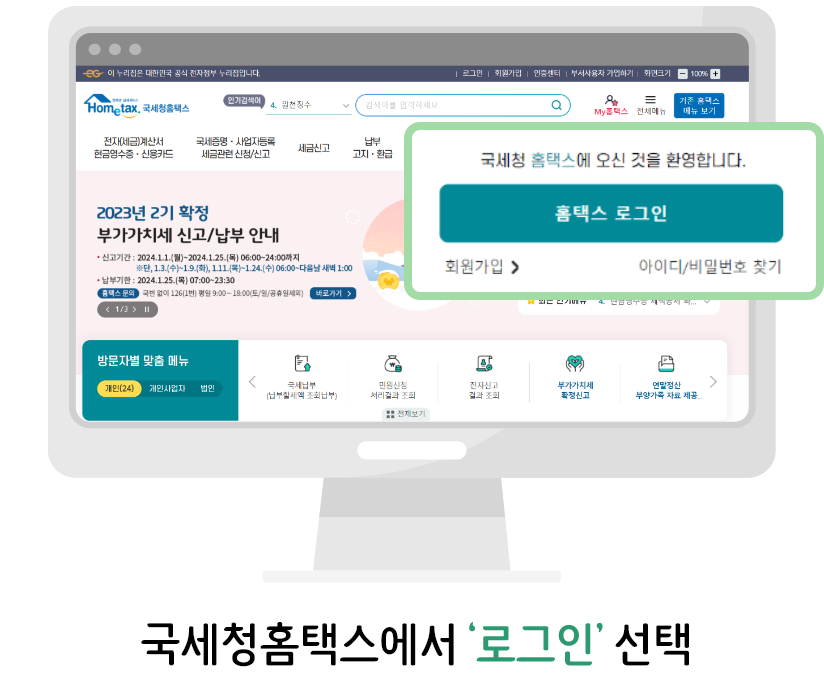 이 누리집은 대한민국 공식 전자정부 누리집입니다.
로그인 | 회원가입 | 인증센터 | 부서사용자 가입하기 | 화면크기 100%
Hometax. 국세청홈택스
인기검색어
4. 원천징수
검색어를 입력하세요
My홈택스
전체메뉴
기존 홈택스
메뉴 보기
전자(세금)계산서
현금영수증・신용카드
국세증명・사업자등록
세금관련 신청/신고
세금신고
납부
고지・환급
국세청 홈택스에 오신 것을 환영합니다.
홈택스 로그인
회원가입 >
아이디/비밀번호 찾기
2023년 2기 확정
부가가치세 신고/납부 안내
• 신고기간 : 2024.1.1.(월)~2024.1.25.(목) 06:00~24:00까지
※단, 1.3.(수)~1.9.(화), 1.11.(목)~1.24.(수) 06:00~다음날 새벽 1:00
• 납부기한 : 2024.1.25.(목) 07:00~23:30
홈택스 문의 국번 없이 126(1번) 평일 9:00~18:00(토/일/공휴일제외) 바로가기 >
1/3
방문자별 맞춤 메뉴
개인(24) 개인사업자 법인
국세납부
(납부할세액 조회납부)
민원신청
처리결과 조회
전자신고
결과 조회
부가가치세
확정신고
연말정산
부양가족 자료 제공..
전체보기
국세청홈택스에서 ‘로그인’ 선택